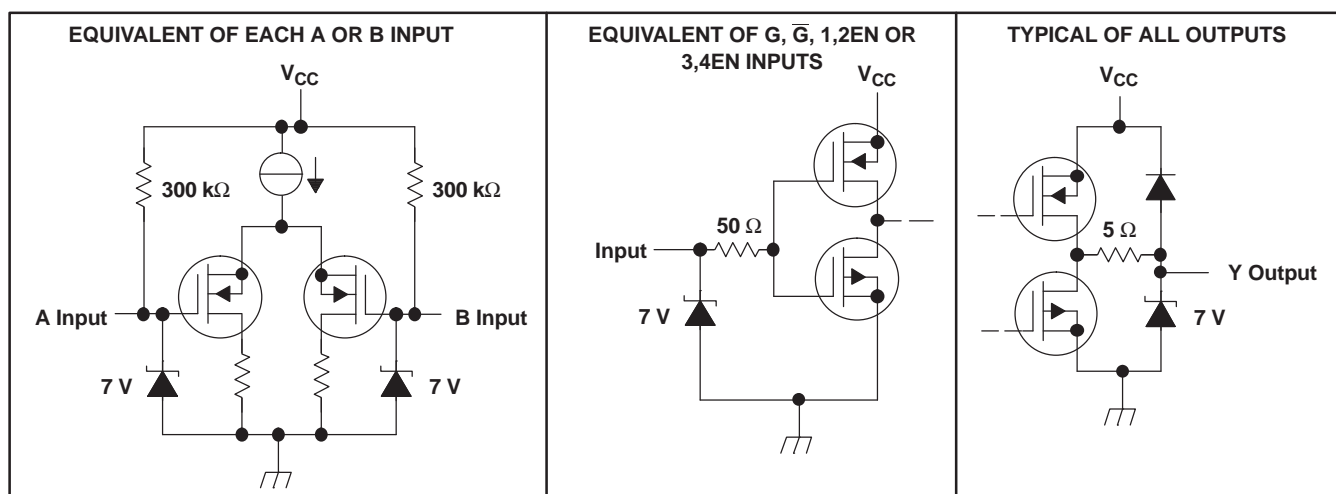 EQUIVALENT OF EACH A OR B INPUT
VCC
300 kΩ
300 kΩ
A Input
B Input
7 V
7 V
EQUIVALENT OF G, G̅, 1,2EN OR
3,4EN INPUTS
VCC
50 Ω
Input
7 V
TYPICAL OF ALL OUTPUTS
VCC
5 Ω
Y Output
7 V